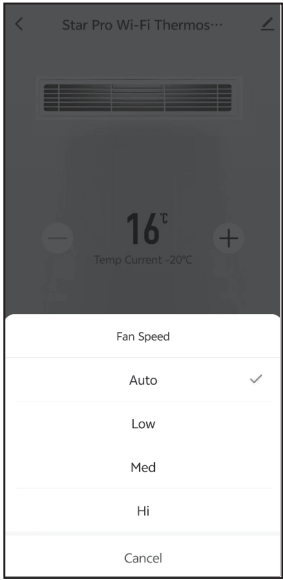 Star Pro Wi-Fi Thermos···
16℃
Temp Current -20℃
Fan Speed
Auto
Low
Med
Hi
Cancel